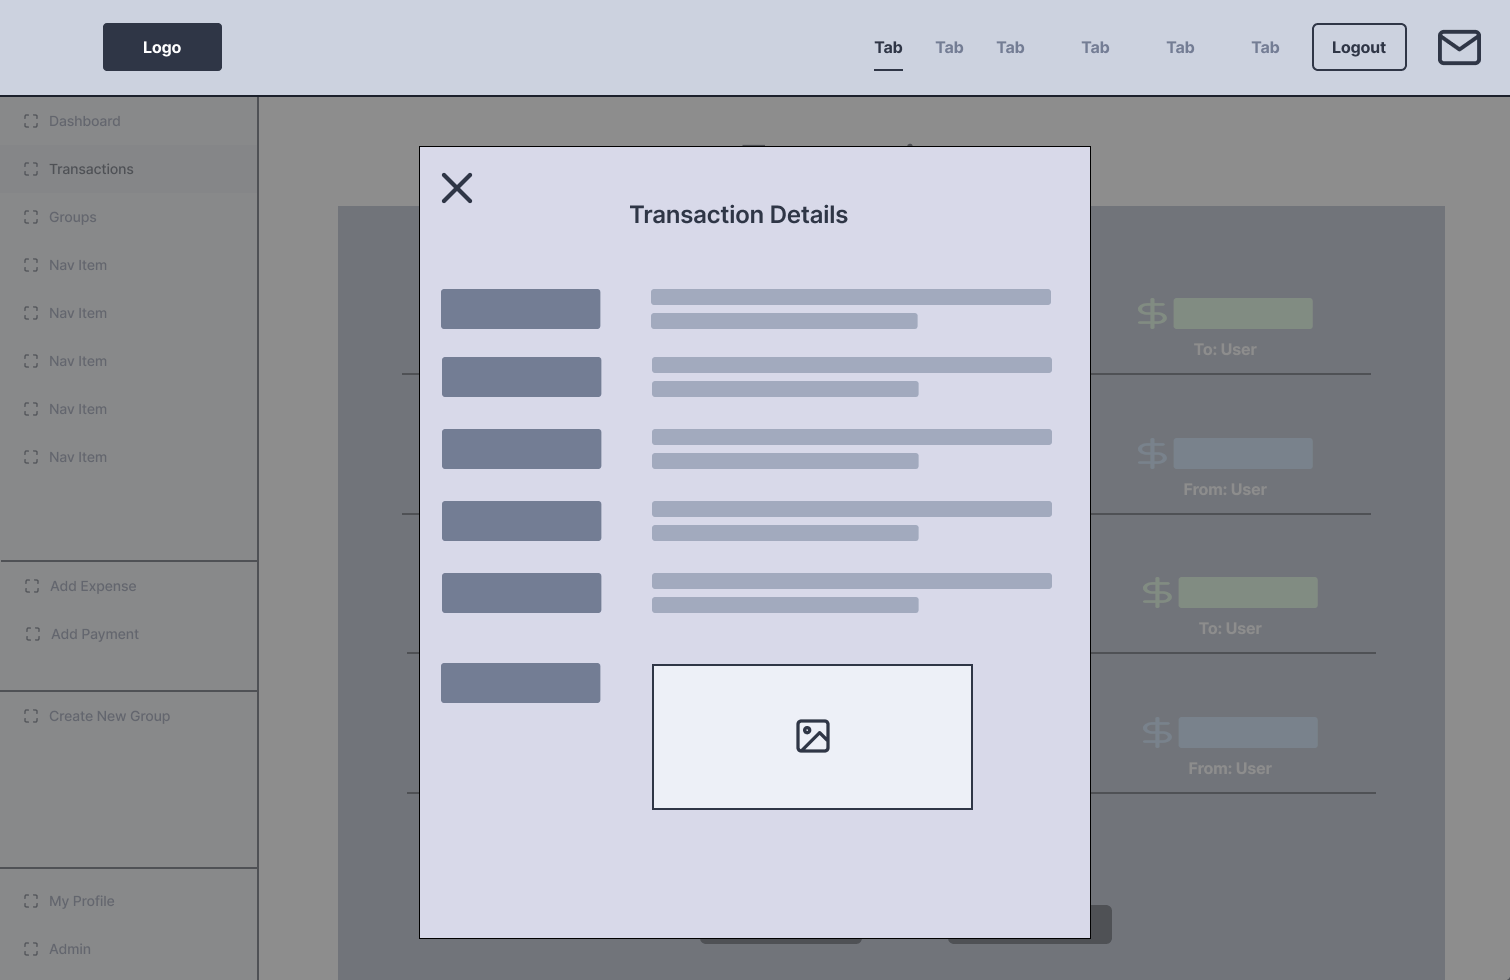 Logo
Tab
Tab
Tab
Tab
Tab
Tab
Logout
Dashboard
Transactions
Groups
Nav Item
Nav Item
Nav Item
Nav Item
Nav Item
Add Expense
Add Payment
Create New Group
My Profile
Admin
Transaction Details
$
To: User
$
From: User
$
To: User
$
From: User